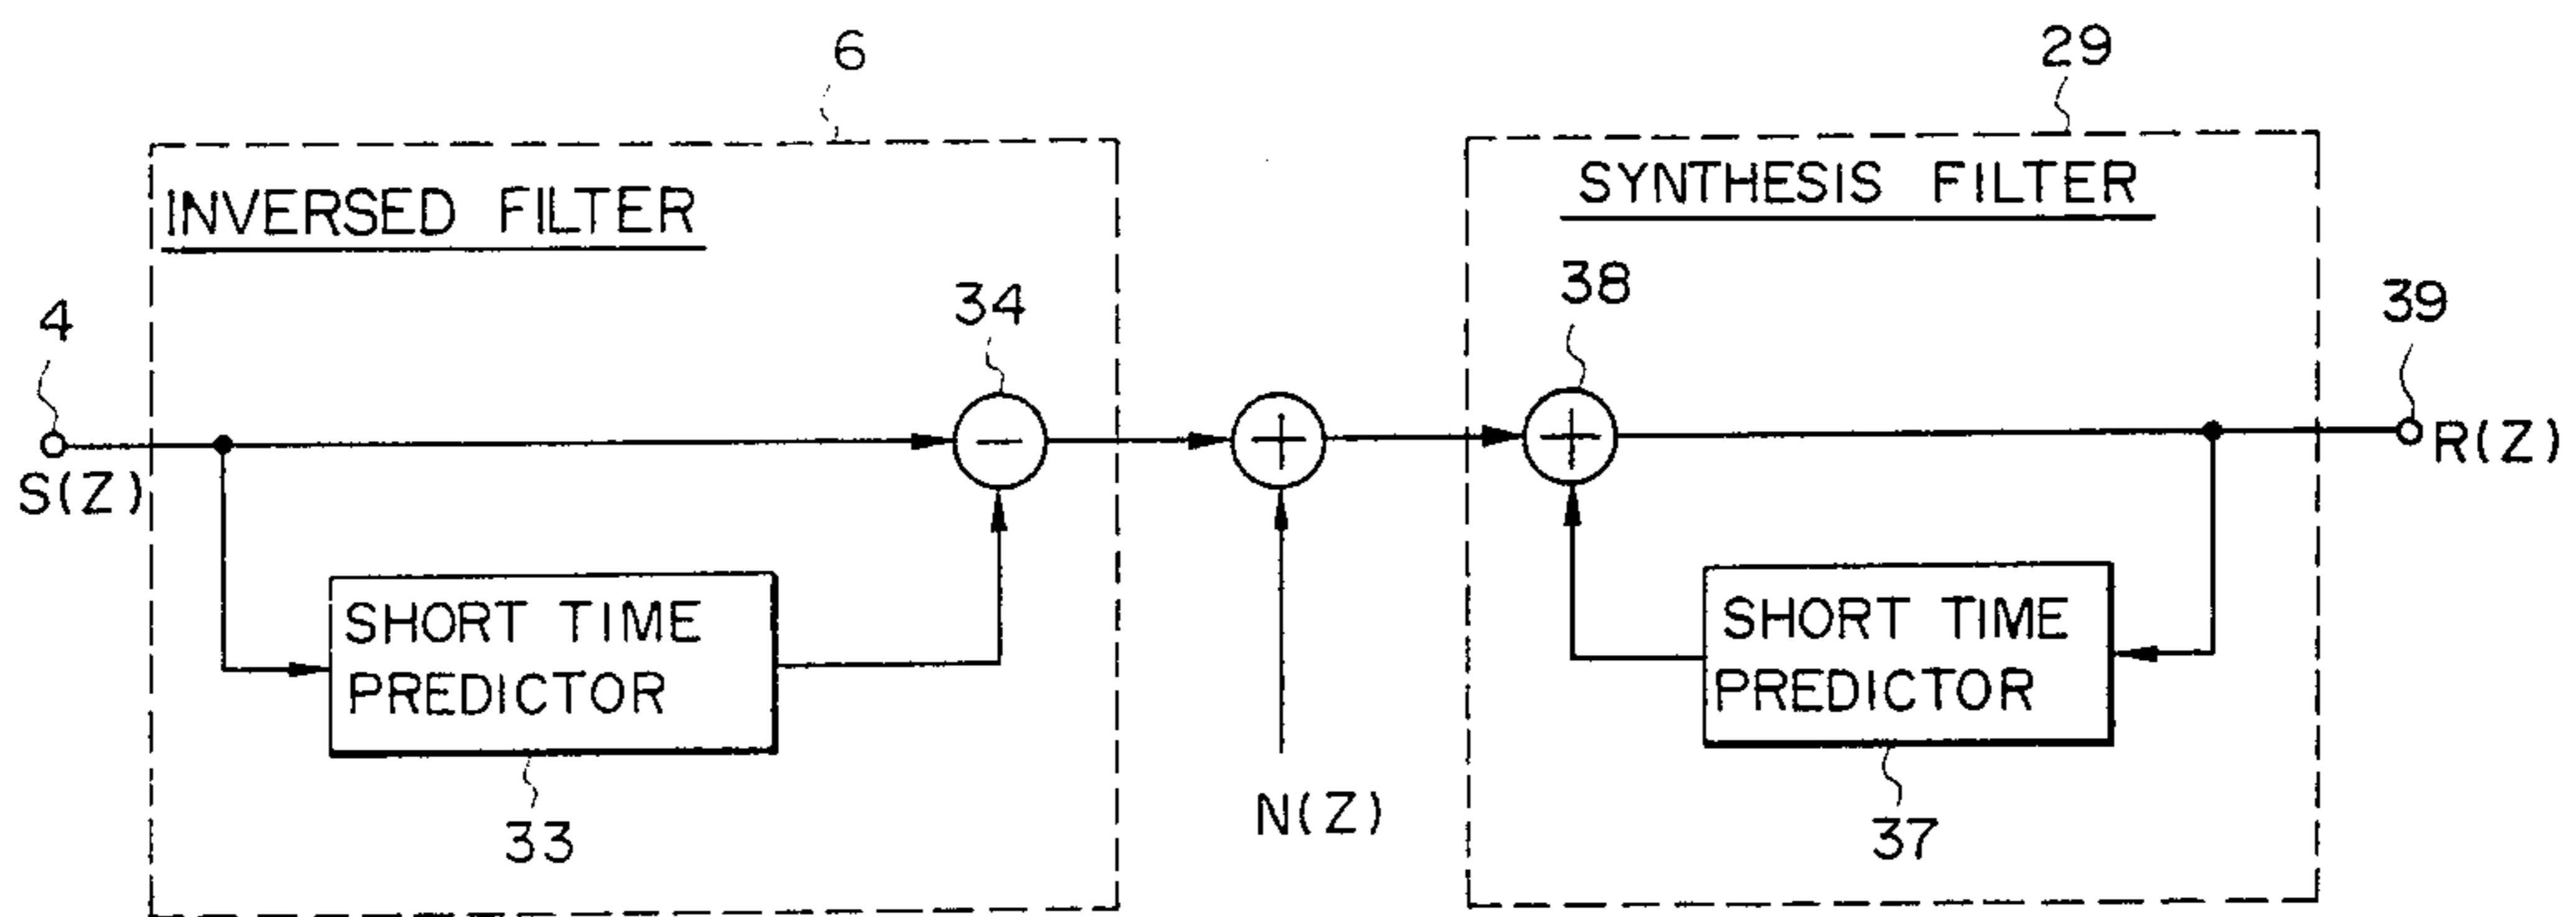 6
29
INVERSED FILTER
SYNTHESIS FILTER
4
34
38
39
S(Z)
R(Z)
SHORT TIME
PREDICTOR
SHORT TIME
PREDICTOR
33
N(Z)
37